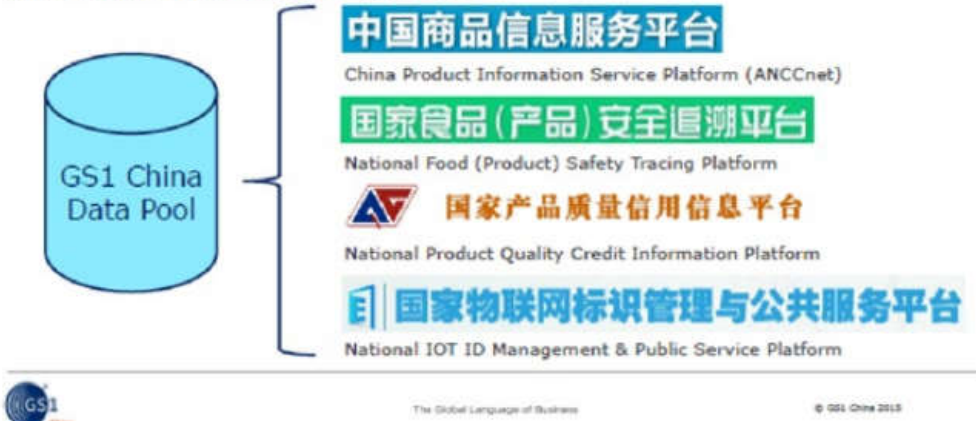 GS1 China
Data Pool
中国商品信息服务平台
China Product Information Service Platform (ANCCnet)
国家食品(产品)安全追溯平台
National Food (Product) Safety Tracing Platform
国家产品质量信用信息平台
National Product Quality Credit Information Platform
国家物联网标识管理与公共服务平台
National IOT ID Management & Public Service Platform
GS1
The Global Language of Business
© GS1 China 2015